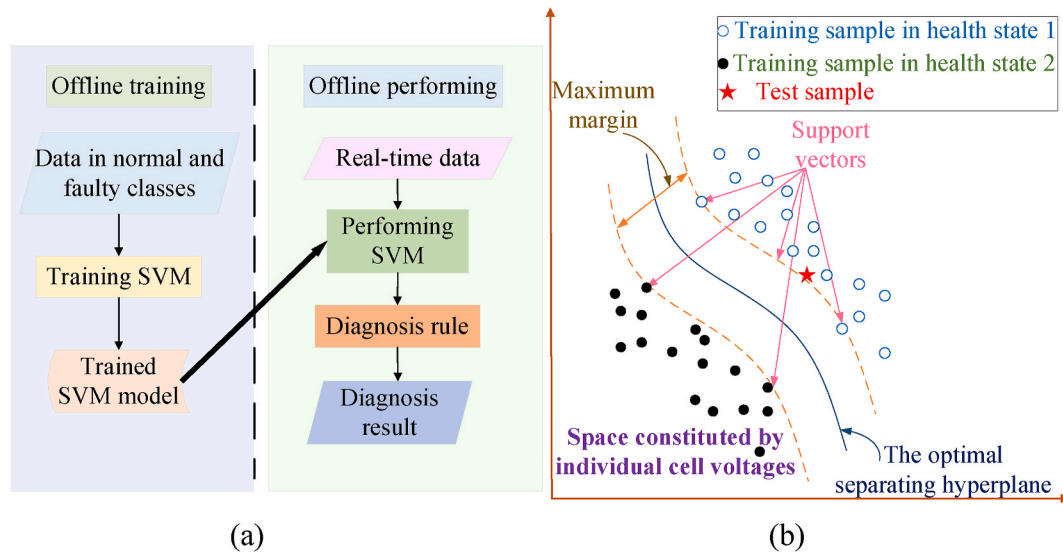 Offline training
Data in normal and
faulty classes
Training SVM
Trained
SVM model
Offline performing
Real-time data
Performing
SVM
Diagnosis rule
Diagnosis
result
(a)
Training sample in health state 1
Training sample in health state 2
Test sample
Maximum
margin
Support
vectors
Space constituted by
individual cell voltages
The optimal
separating hyperplane
(b)